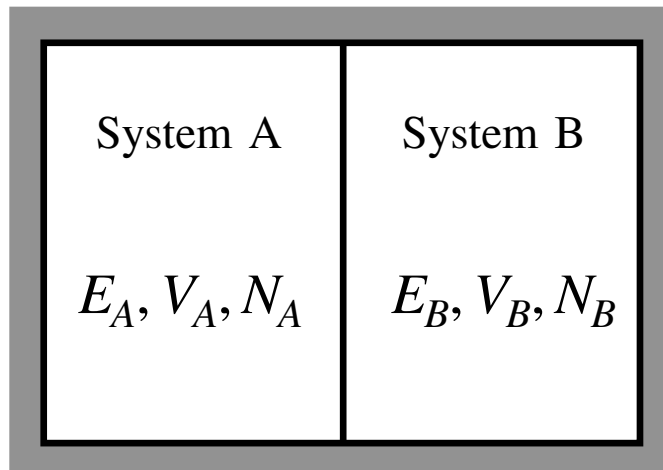 System A
System B
E_A, V_A, N_A
E_B, V_B, N_B